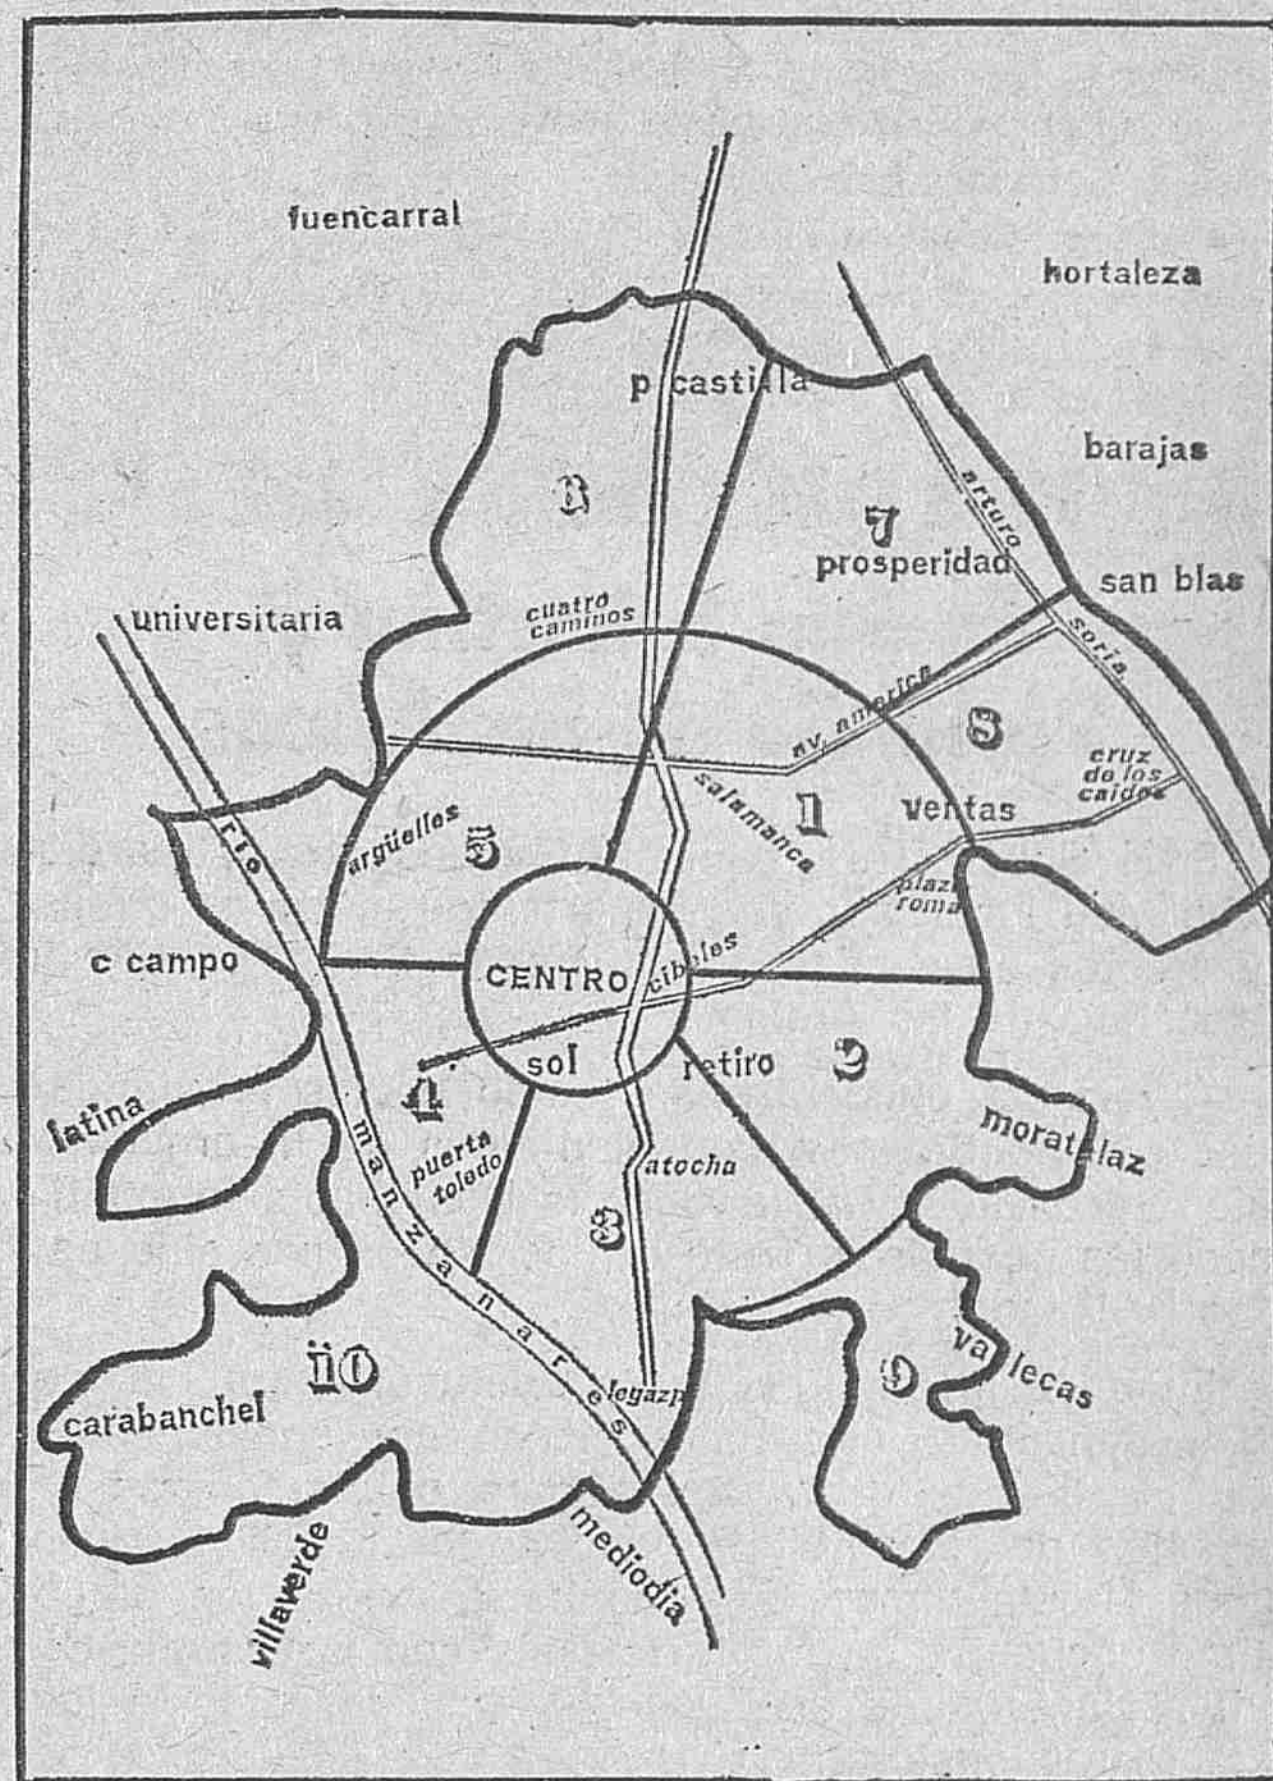 fuencarral
hortaleza
p castilla
barajas
arturo
7
prosperidad
san blas
universitaria
cuatro
caminos
soria
av. america
8
cruz
de los
caidos
salamanca
1
ventas
argüelles
5
rio
plaza
roma
c campo
CENTRO
cibeles
sol
retiro
4
latina
moratalaz
manzanares
puerta
toledo
atocha
3
vallecas
10
9
carabanchel
legazpi
mediodia
villaverde